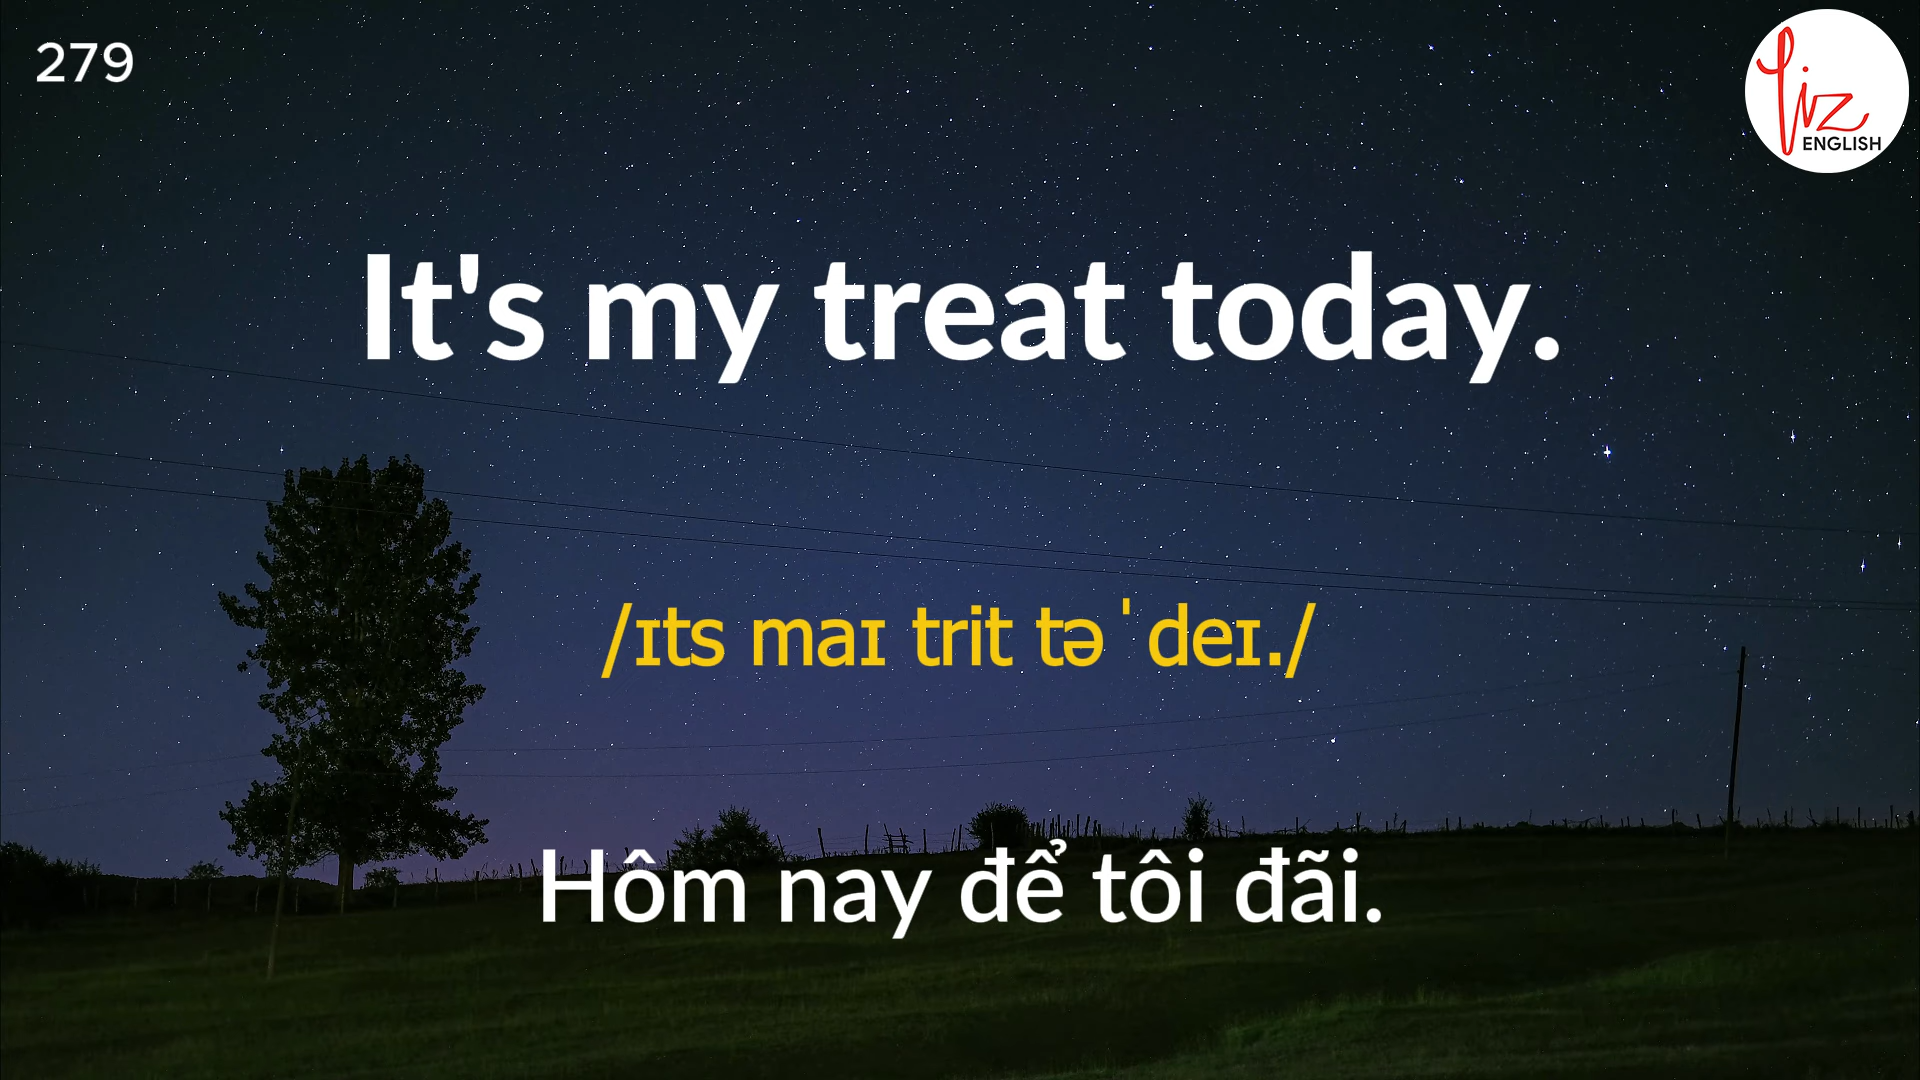 279
Liz
ENGLISH
It's my treat today.
/ɪts maɪ trit təˈdeɪ./
Hôm nay để tôi đãi.